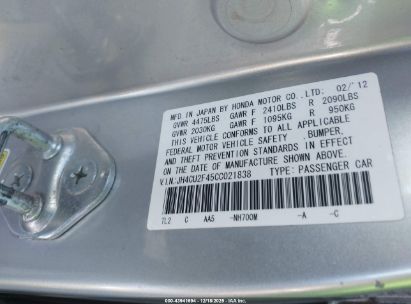 MFD. IN JAPAN BY HONDA MOTOR CO.,LTD. 02/'12
GVWR 4475LBS GAWR F 2410LBS R 2090LBS
GVWR 2030KG GAWR F 1095KG R 950KG
THIS VEHICLE CONFORMS TO ALL APPLICABLE
FEDERAL MOTOR VEHICLE SAFETY , BUMPER,
AND THEFT PREVENTION STANDARDS IN EFFECT
ON THE DATE OF MANUFACTURE SHOWN ABOVE.
V.I.N: JH4CU2F45CC021838 TYPE: PASSENGER CAR
7L2 C AA5 -NH700M -A -C